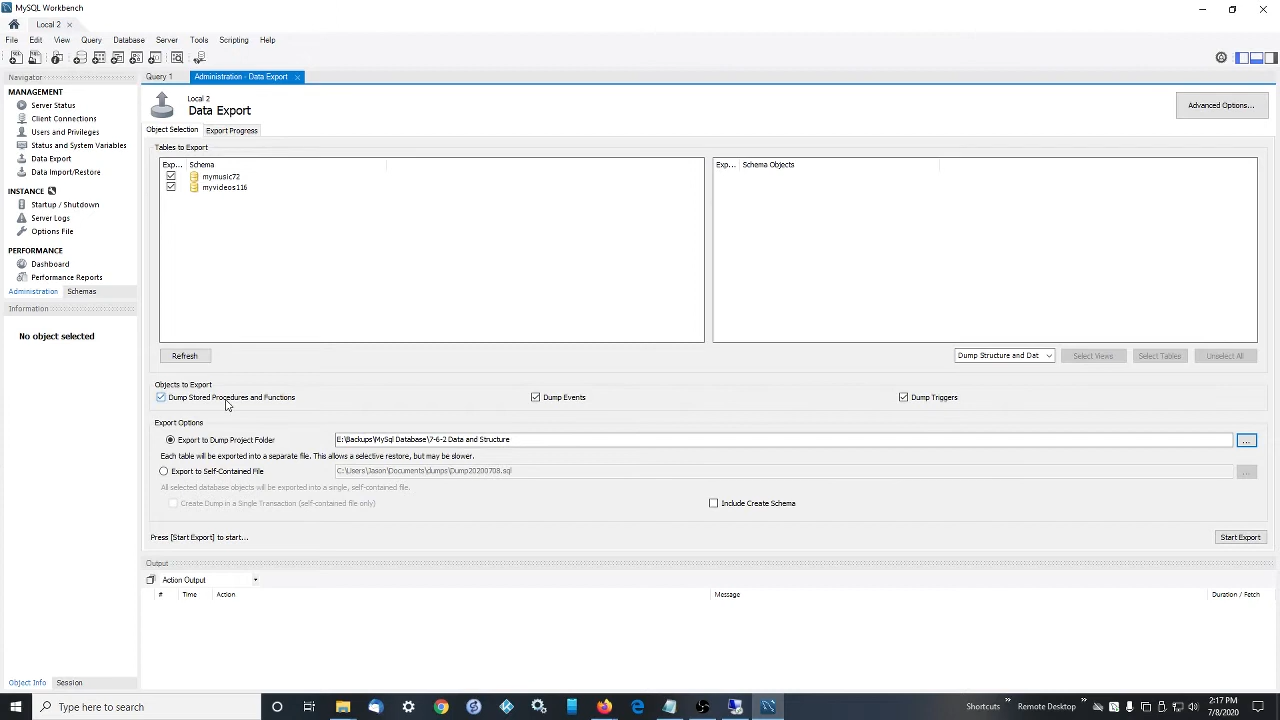 MySQL Workbench
Local 2
File Edit View Query Database Server Tools Scripting Help
Navigator
MANAGEMENT
Server Status
Client Connections
Users and Privileges
Status and System Variables
Data Export
Data Import/Restore
INSTANCE
Startup / Shutdown
Server Logs
Options File
PERFORMANCE
Dashboard
Performance Reports
Administration Schemas
Information
No object selected
Object Info Session
Query 1 Administration - Data Export
Local 2
Data Export
Advanced Options...
Object Selection Export Progress
Tables to Export
Exp... Schema
mymusic72
myvideos116
Exp... Schema Objects
Refresh
Dump Structure and Dat
Select Views
Select Tables
Unselect All
Objects to Export
Dump Stored Procedures and Functions Dump Events Dump Triggers
Export Options
Export to Dump Project Folder E:\Backups\MySql Database\7-6-2 Data and Structure ...
Each table will be exported into a separate file. This allows a selective restore, but may be slower.
Export to Self-Contained File C:\Users\Jason\Documents\dumps\Dump20200708.sql ...
All selected database objects will be exported into a single, self-contained file.
Create Dump in a Single Transaction (self-contained file only) Include Create Schema
Press [Start Export] to start...
Start Export
Output
Action Output
# Time Action Message Duration / Fetch
Type here to search
Shortcuts
Remote Desktop
2:17 PM
7/8/2020